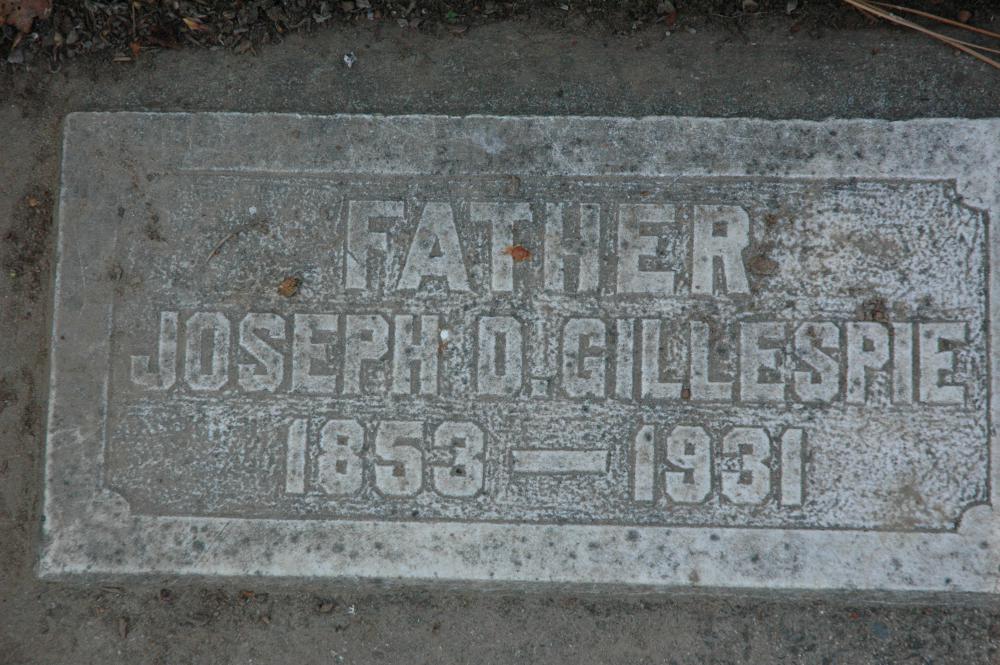 FATHER
JOSEPH D. GILLESPIE
1853 — 1931